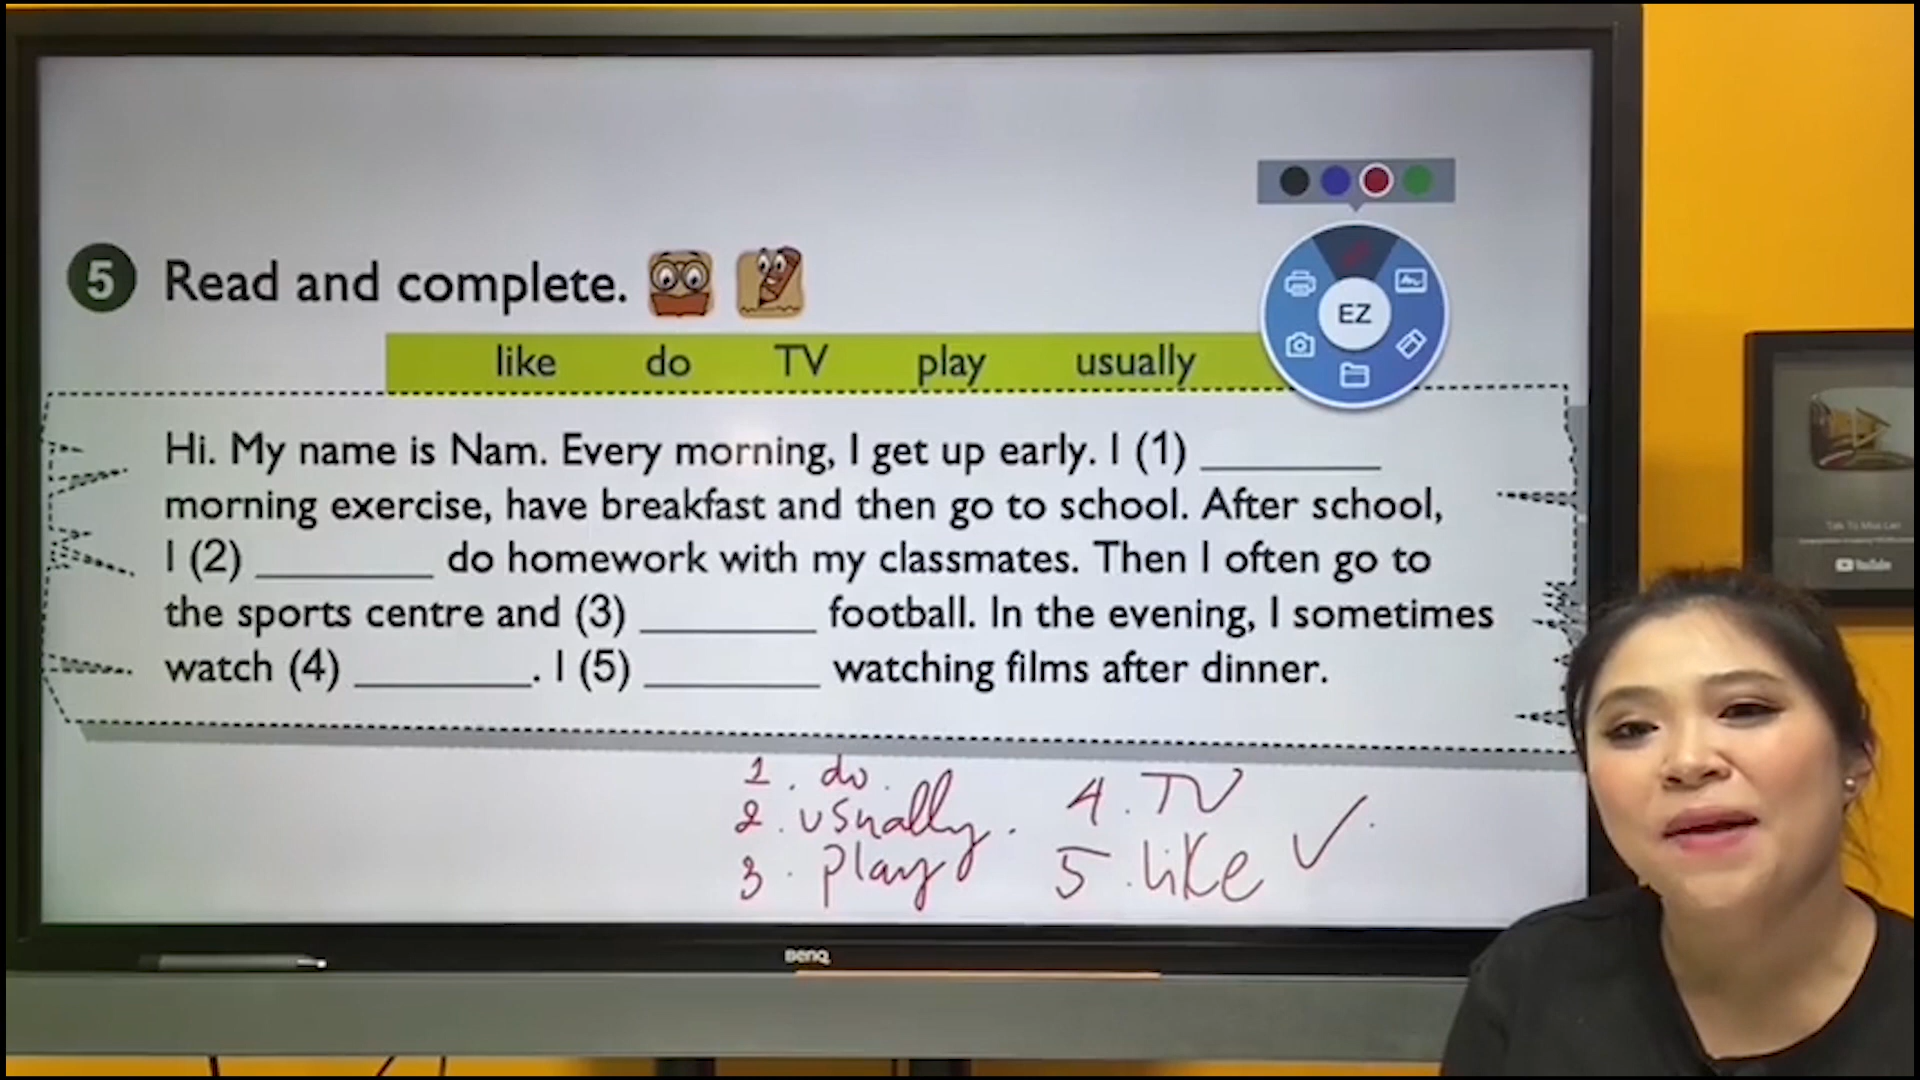 5 Read and complete.
EZ
like do TV play usually
Hi. My name is Nam. Every morning, I get up early. I (1) ________
morning exercise, have breakfast and then go to school. After school,
I (2) ________ do homework with my classmates. Then I often go to
the sports centre and (3) ________ football. In the evening, I sometimes
watch (4) ________. I (5) ________ watching films after dinner.
1. do.
2. usually.
3. play
4. TV
5. like
BenQ
YouTube